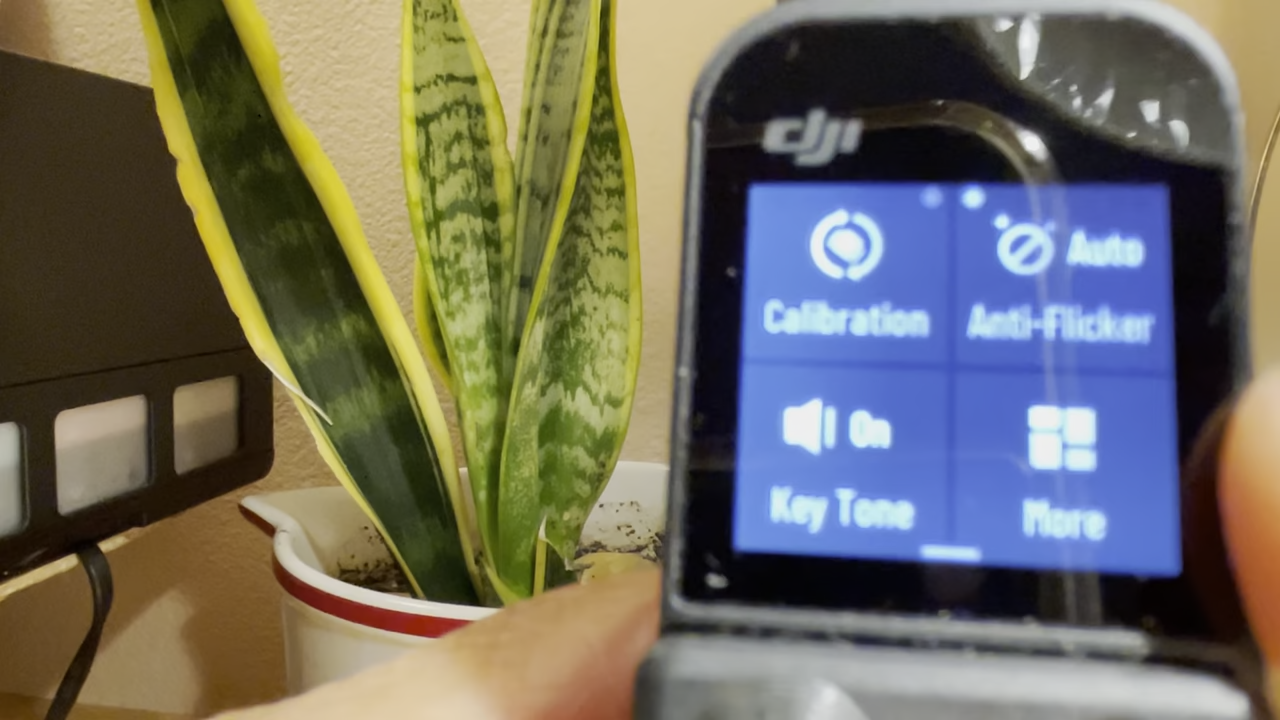 dji
Auto
Calibration
Anti-Flicker
On
Key Tone
More